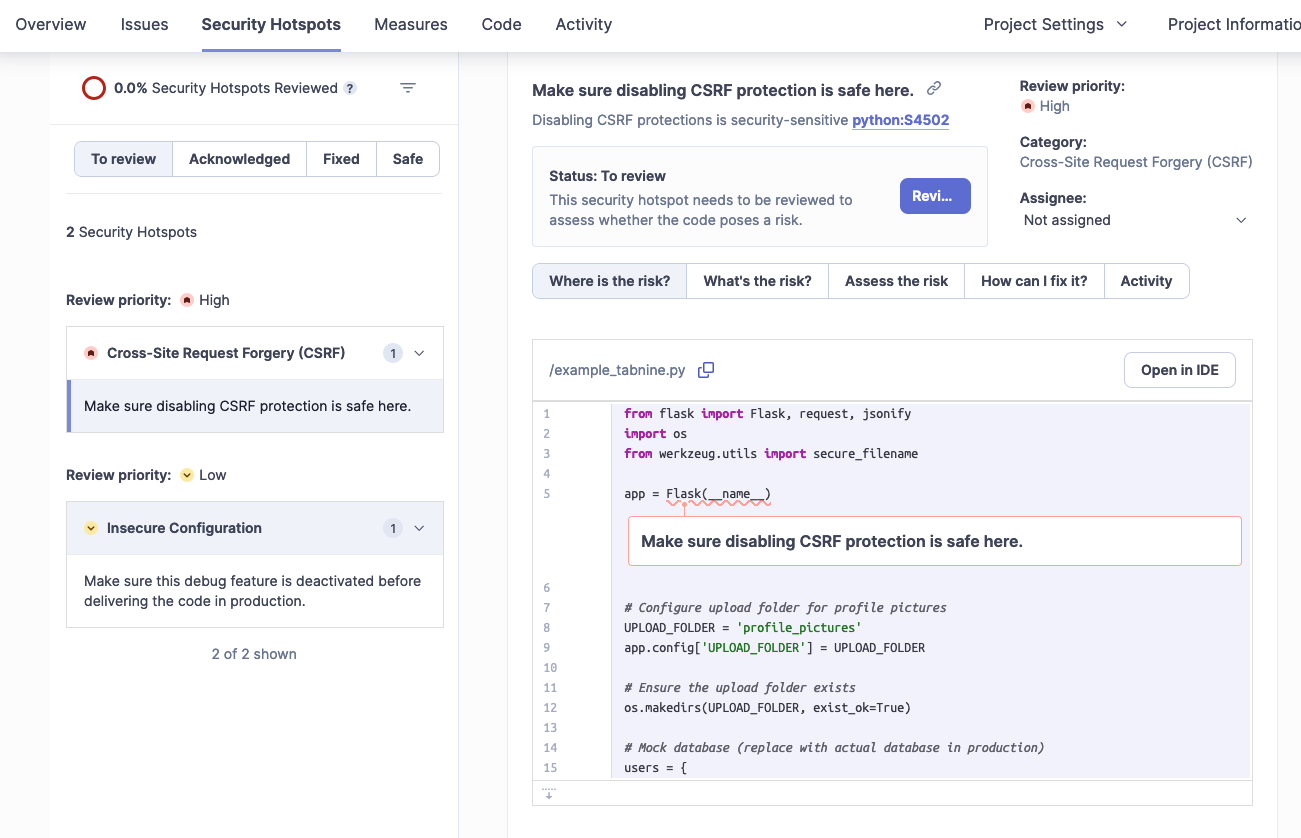 Overview Issues Security Hotspots Measures Code Activity Project Settings Project Informatio
0.0% Security Hotspots Reviewed ?
To review Acknowledged Fixed Safe
2 Security Hotspots
Review priority: High
Cross-Site Request Forgery (CSRF) 1
Make sure disabling CSRF protection is safe here.
Review priority: Low
Insecure Configuration 1
Make sure this debug feature is deactivated before
delivering the code in production.
2 of 2 shown
Make sure disabling CSRF protection is safe here.
Disabling CSRF protections is security-sensitive python:S4502
Status: To review
This security hotspot needs to be reviewed to
assess whether the code poses a risk.
Revi...
Review priority:
High
Category:
Cross-Site Request Forgery (CSRF)
Assignee:
Not assigned
Where is the risk? What's the risk? Assess the risk How can I fix it? Activity
/example_tabnine.py Open in IDE
1 from flask import Flask, request, jsonify
2 import os
3 from werkzeug.utils import secure_filename
4
5 app = Flask(__name__)
Make sure disabling CSRF protection is safe here.
6
7 # Configure upload folder for profile pictures
8 UPLOAD_FOLDER = 'profile_pictures'
9 app.config['UPLOAD_FOLDER'] = UPLOAD_FOLDER
10
11 # Ensure the upload folder exists
12 os.makedirs(UPLOAD_FOLDER, exist_ok=True)
13
14 # Mock database (replace with actual database in production)
15 users = {